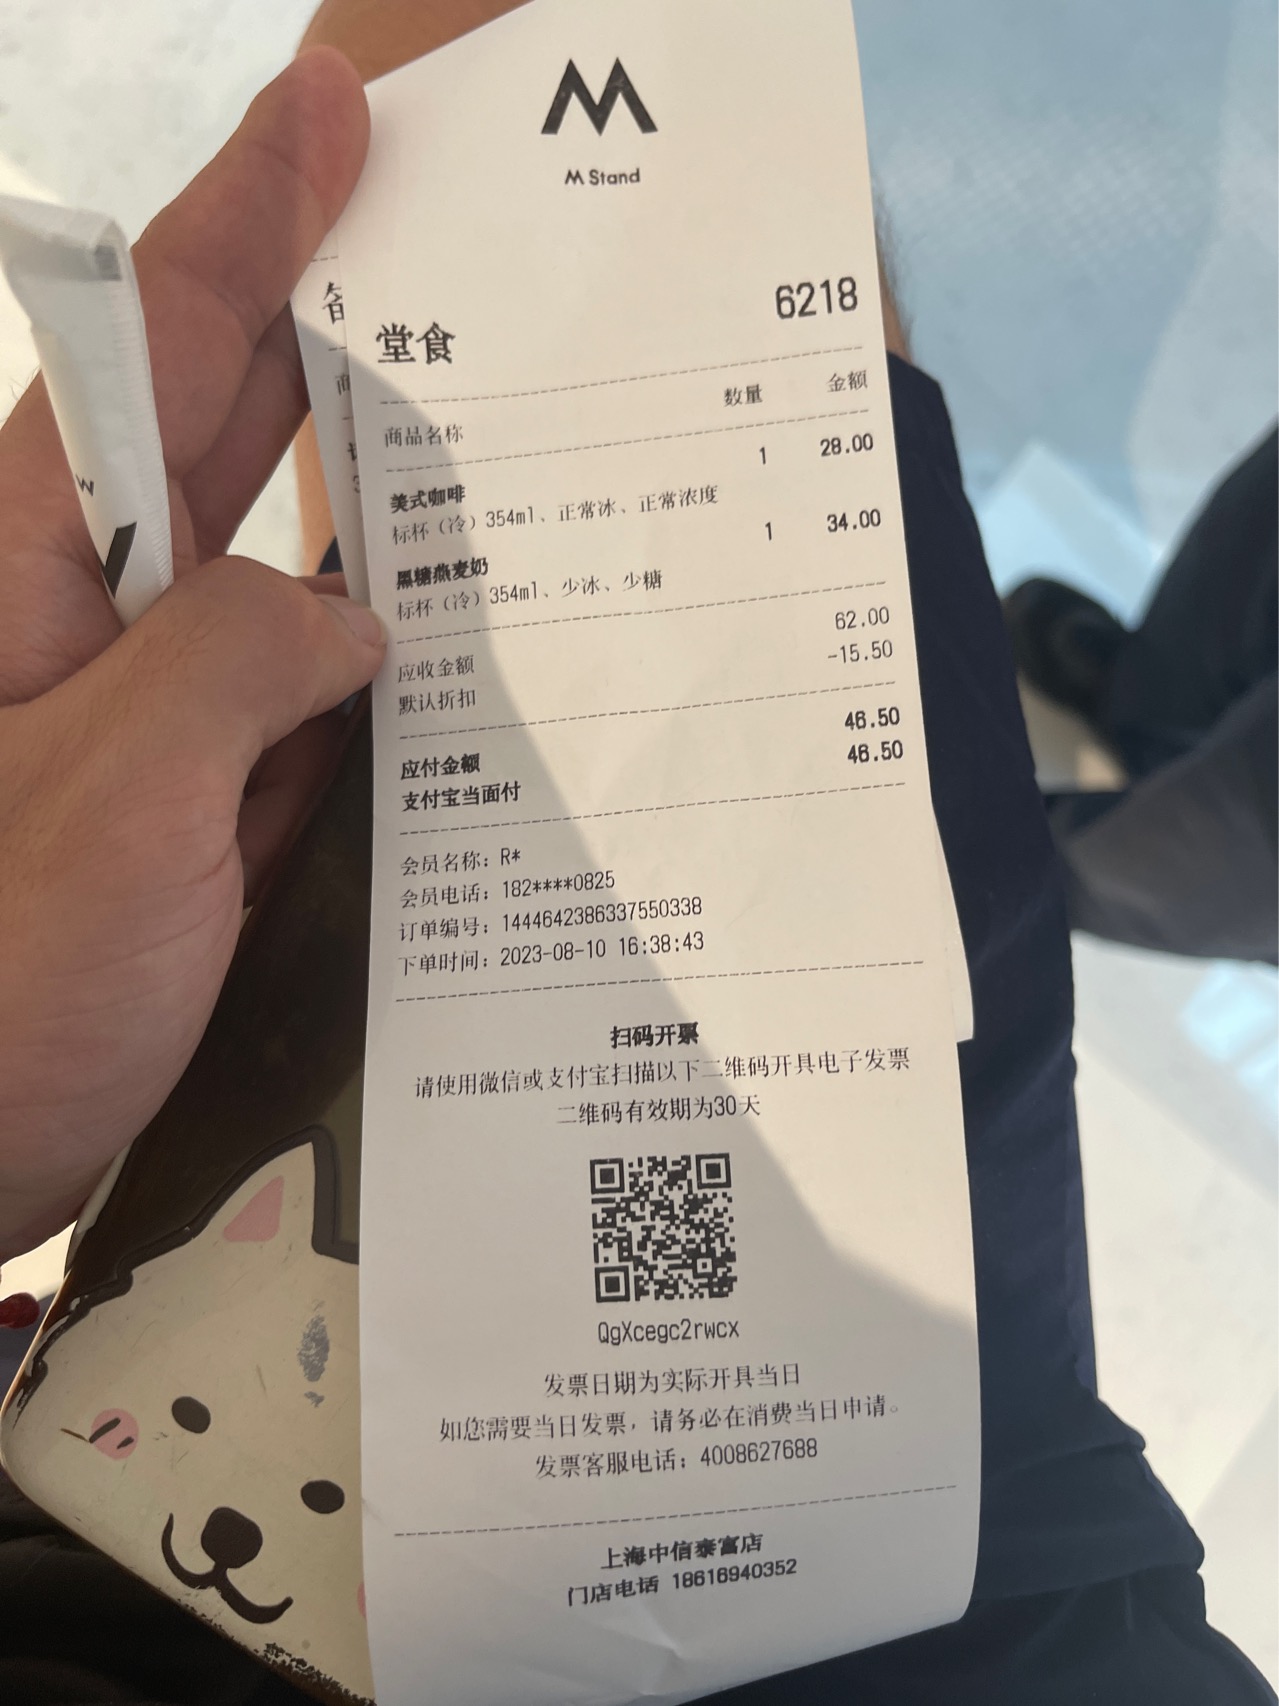 M Stand
6218
堂食
商品名称 数量 金额
美式咖啡 1 28.00
标杯（冷）354ml、正常冰、正常浓度
黑糖燕麦奶 1 34.00
标杯（冷）354ml、少冰、少糖
应收金额 62.00
默认折扣 -15.50
应付金额 46.50
支付宝当面付 46.50
会员名称：R*
会员电话：182****0825
订单编号：1444642386337550338
下单时间：2023-08-10 16:38:43
扫码开票
请使用微信或支付宝扫描以下二维码开具电子发票
二维码有效期为30天
QgXcegc2rwcx
发票日期为实际开具当日
如您需要当日发票，请务必在消费当日申请。
发票客服电话：4008627688
上海中信泰富店
门店电话 18616940352